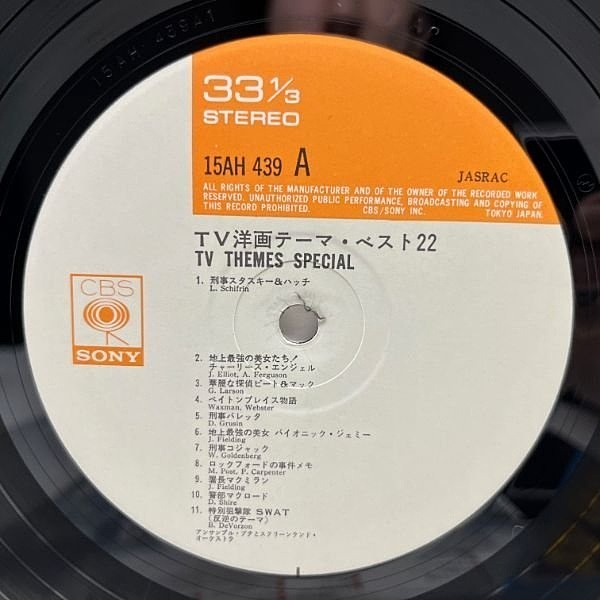 15AH 439A1
33 1/3
STEREO
15AH 439 A
JASRAC
ALL RIGHTS OF THE MANUFACTURER AND OF THE OWNER OF THE RECORDED WORK
RESERVED. UNAUTHORIZED PUBLIC PERFORMANCE, BROADCASTING AND COPYING OF
THIS RECORD PROHIBITED. CBS/SONY INC. TOKYO JAPAN.
TV洋画テーマ・ベスト22
TV THEMES SPECIAL
CBS
SONY
1. 刑事スタスキー&ハッチ
L. Schifrin
2. 地上最強の美女たち!
チャーリーズ・エンジェル
J. Elliot, A. Ferguson
3. 華麗な探偵ピート&マック
G. Larson
4. ペイトンプレイス物語
Waxman, Webster
5. 刑事バレッタ
D. Grusin
6. 地上最強の美女 バイオニック・ジェミー
J. Fielding
7. 刑事コジャック
W. Goldenberg
8. ロックフォードの事件メモ
M. Post, P. Carpenter
9. 署長マクミラン
J. Fielding
10. 警部マクロード
D. Shire
11. 特別狙撃隊 SWAT
(反逆のテーマ)
B. DeVorzon
アンサンブル・プチとスクリーンランド・
オーケストラ